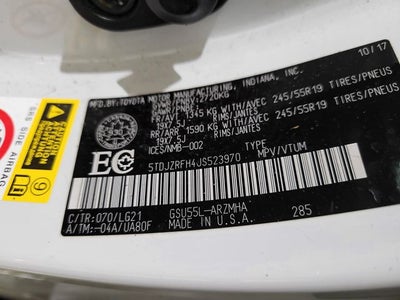 10/17
MFD. BY:TOYOTA MOTOR MANUFACTURING, INDIANA, INC.
GVWR/PNBV:2720KG
FR/AV: 1345 KG WITH/AVEC 245/55R19 TIRES/PNEUS
19X7.5J RIMS/JANTES
RR/ARR: 1590 KG WITH/AVEC 245/55R19 TIRES/PNEUS
19X7.5J RIMS/JANTES
ICES/NMB-002
TYPE
5TDJZRFH4JS523970 MPV/VTUM
EC
C/TR:070/LG21 GSU55L-ARZMHA
A/TM:-04A/UA80F MADE IN U.S.A. 285
SRS SIDE AIRBAG
9